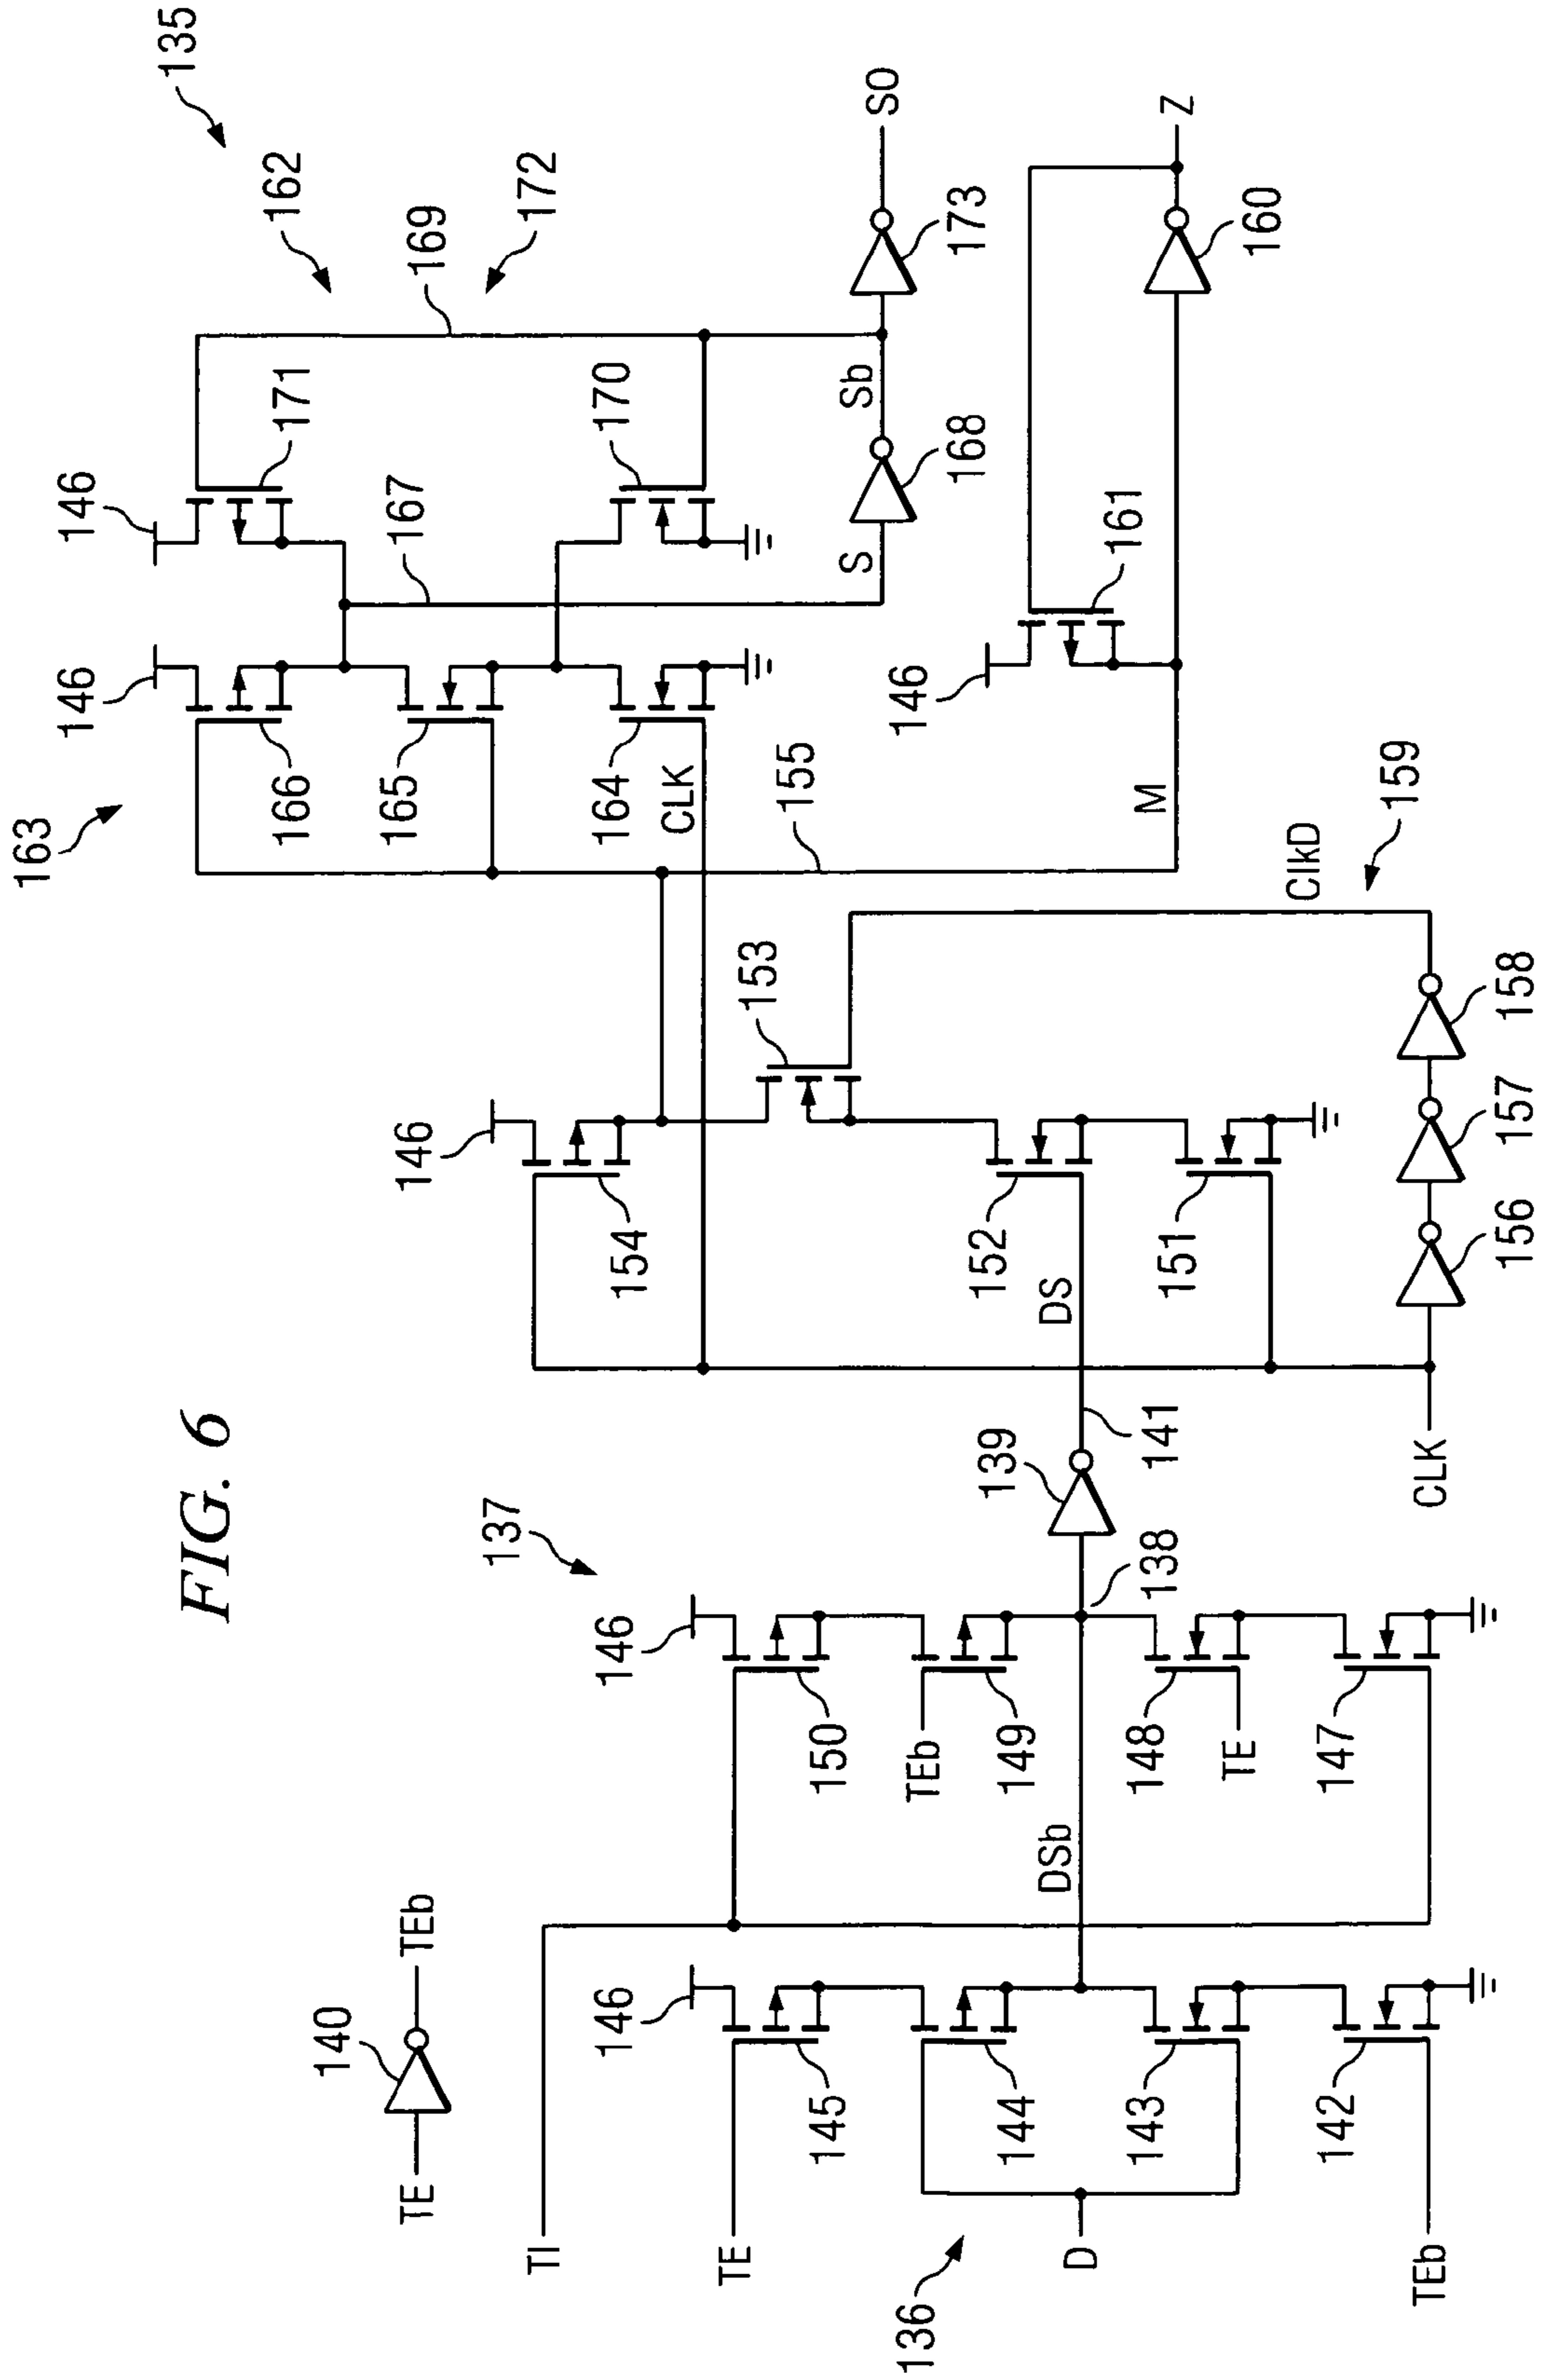 FIG. 6
135
162
172
163
146
146
171
169
166
167
165
170
164
CLK
S
Sb
168
173
SO
146
161
155
M
160
Z
146
154
153
152
DS
151
ClkD
159
156
157
158
CLK
139
141
137
138
146
150
TEb
149
148
TE
147
DSb
TE
140
TEb
TI
146
TE
145
144
D
143
142
TEb
136